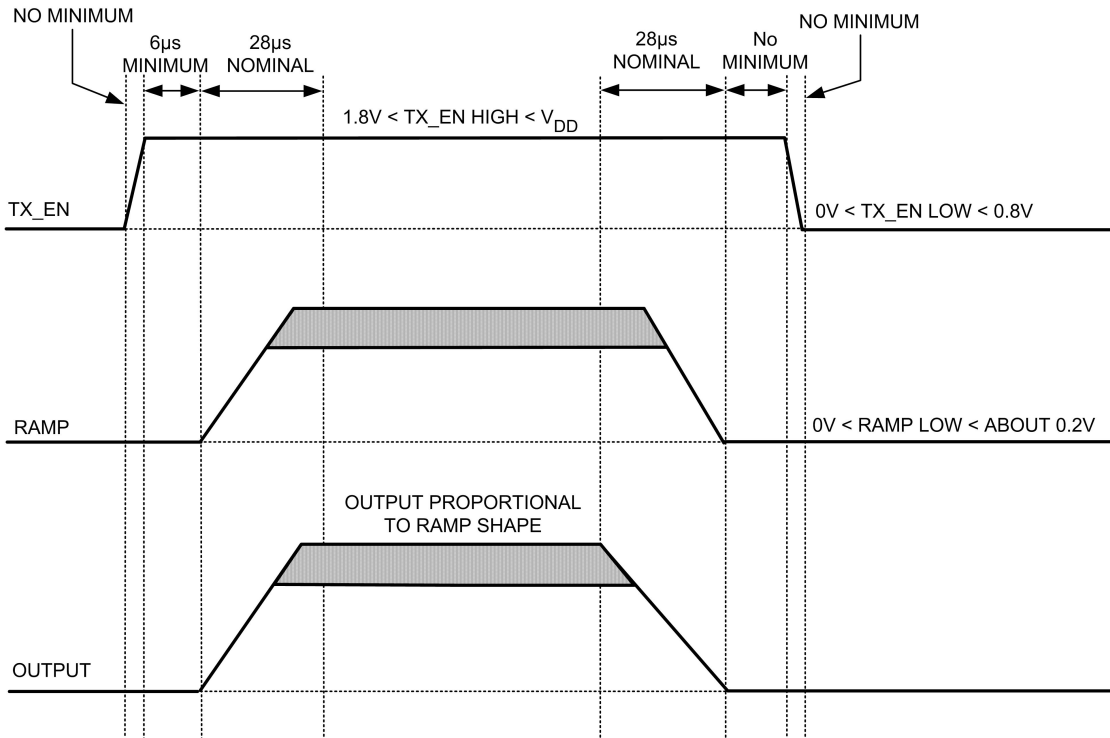 NO MINIMUM
6µs
MINIMUM
28µs
NOMINAL
28µs
NOMINAL
No
MINIMUM
NO MINIMUM
1.8V < TX_EN HIGH < VDD
TX_EN
0V < TX_EN LOW < 0.8V
RAMP
0V < RAMP LOW < ABOUT 0.2V
OUTPUT PROPORTIONAL
TO RAMP SHAPE
OUTPUT